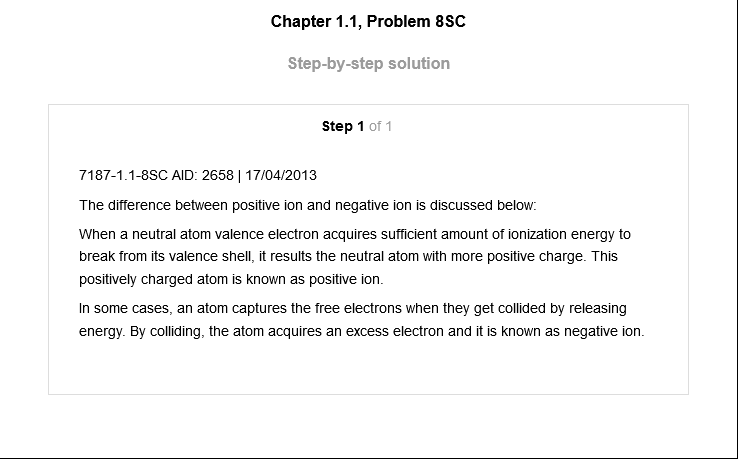 Chapter 1.1, Problem 8SC
Step-by-step solution
Step 1 of 1
7187-1.1-8SC AID: 2658 | 17/04/2013
The difference between positive ion and negative ion is discussed below:
When a neutral atom valence electron acquires sufficient amount of ionization energy to
break from its valence shell, it results the neutral atom with more positive charge. This
positively charged atom is known as positive ion.
In some cases, an atom captures the free electrons when they get collided by releasing
energy. By colliding, the atom acquires an excess electron and it is known as negative ion.